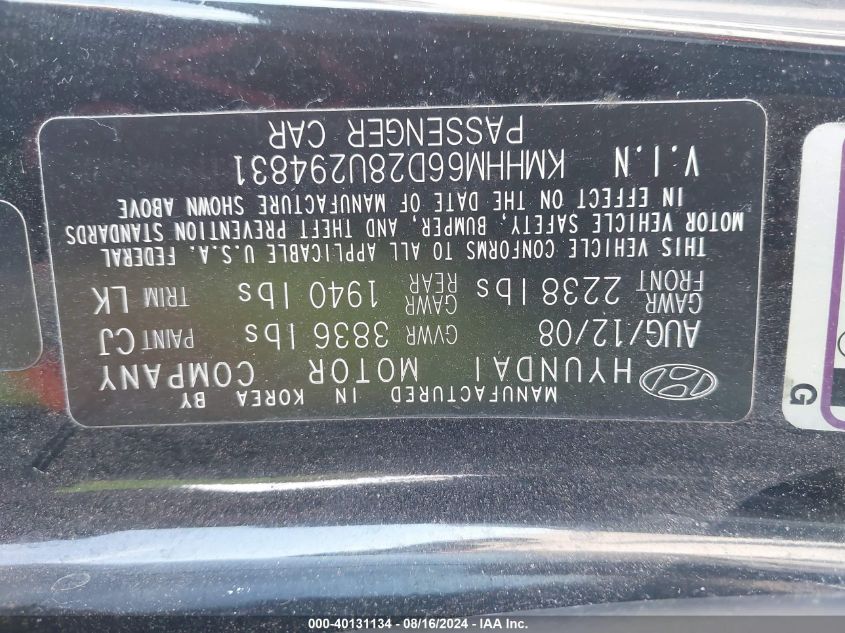 MANUFACTURED IN KOREA BY
HYUNDAI MOTOR COMPANY
AUG/12/08 GVWR 3836 lbs PAINT CJ
GAWR FRONT 2238 lbs GAWR REAR 1940 lbs TRIM LK
THIS VEHICLE CONFORMS TO ALL APPLICABLE U.S.A. FEDERAL
MOTOR VEHICLE SAFETY, BUMPER, AND THEFT PREVENTION STANDARDS
IN EFFECT ON THE DATE OF MANUFACTURE SHOWN ABOVE
V.I.N KMHHM66D28U294831
PASSENGER CAR
G
000-40131134 - 08/16/2024 - IAA Inc.